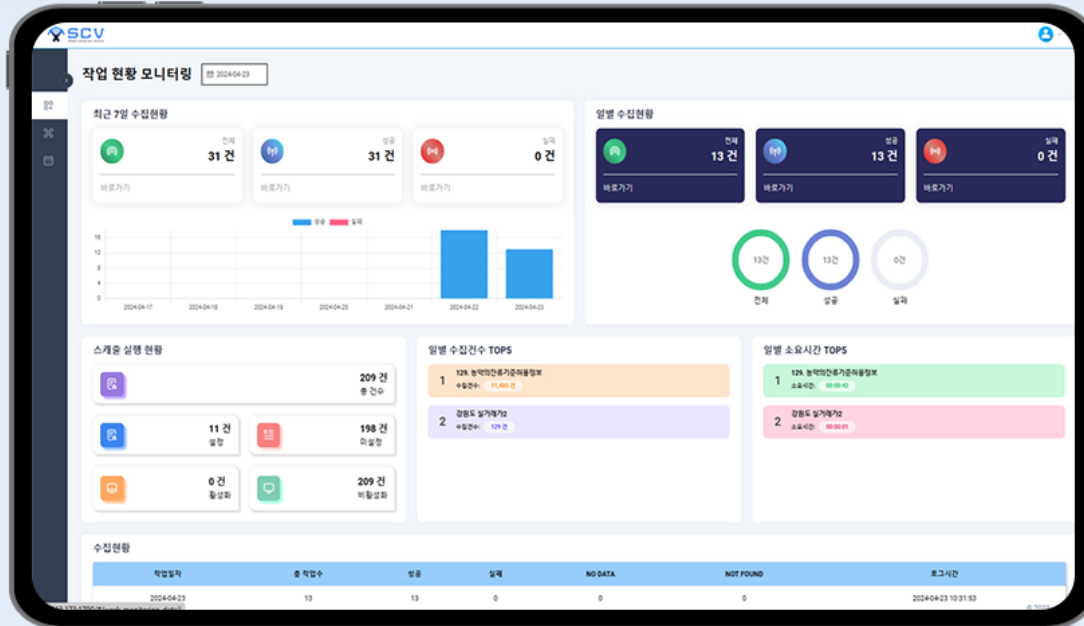 SCV
작업 현황 모니터링
2024-04-23
최근 7일 수집현황
전체
31 건
바로가기
성공
31 건
바로가기
실패
0 건
바로가기
성공 실패
16
12
8
4
0
2024-04-17 2024-04-18 2024-04-19 2024-04-20 2024-04-21 2024-04-22 2024-04-23
일별 수집현황
전체
13 건
바로가기
성공
13 건
바로가기
실패
0 건
바로가기
13건 13건 0건
전체 성공 실패
스캐줄 실행 현황
209 건
총 건수
11 건
설정
198 건
미설정
0 건
활성화
209 건
비활성화
일별 수집건수 TOP5
1 129. 농약의잔류기준허용정보
수집건수: 11,485 건
2 강원도 실거래가2
수집건수: 129 건
일별 소요시간 TOP5
1 129. 농약의잔류기준허용정보
소요시간: 00:00:42
2 강원도 실거래가2
소요시간: 00:00:01
수집현황
작업일자 총 작업수 성공 실패 NO DATA NOT FOUND 로그시간
2024-04-23 13 13 0 0 0 2024-04-23 10:31:53